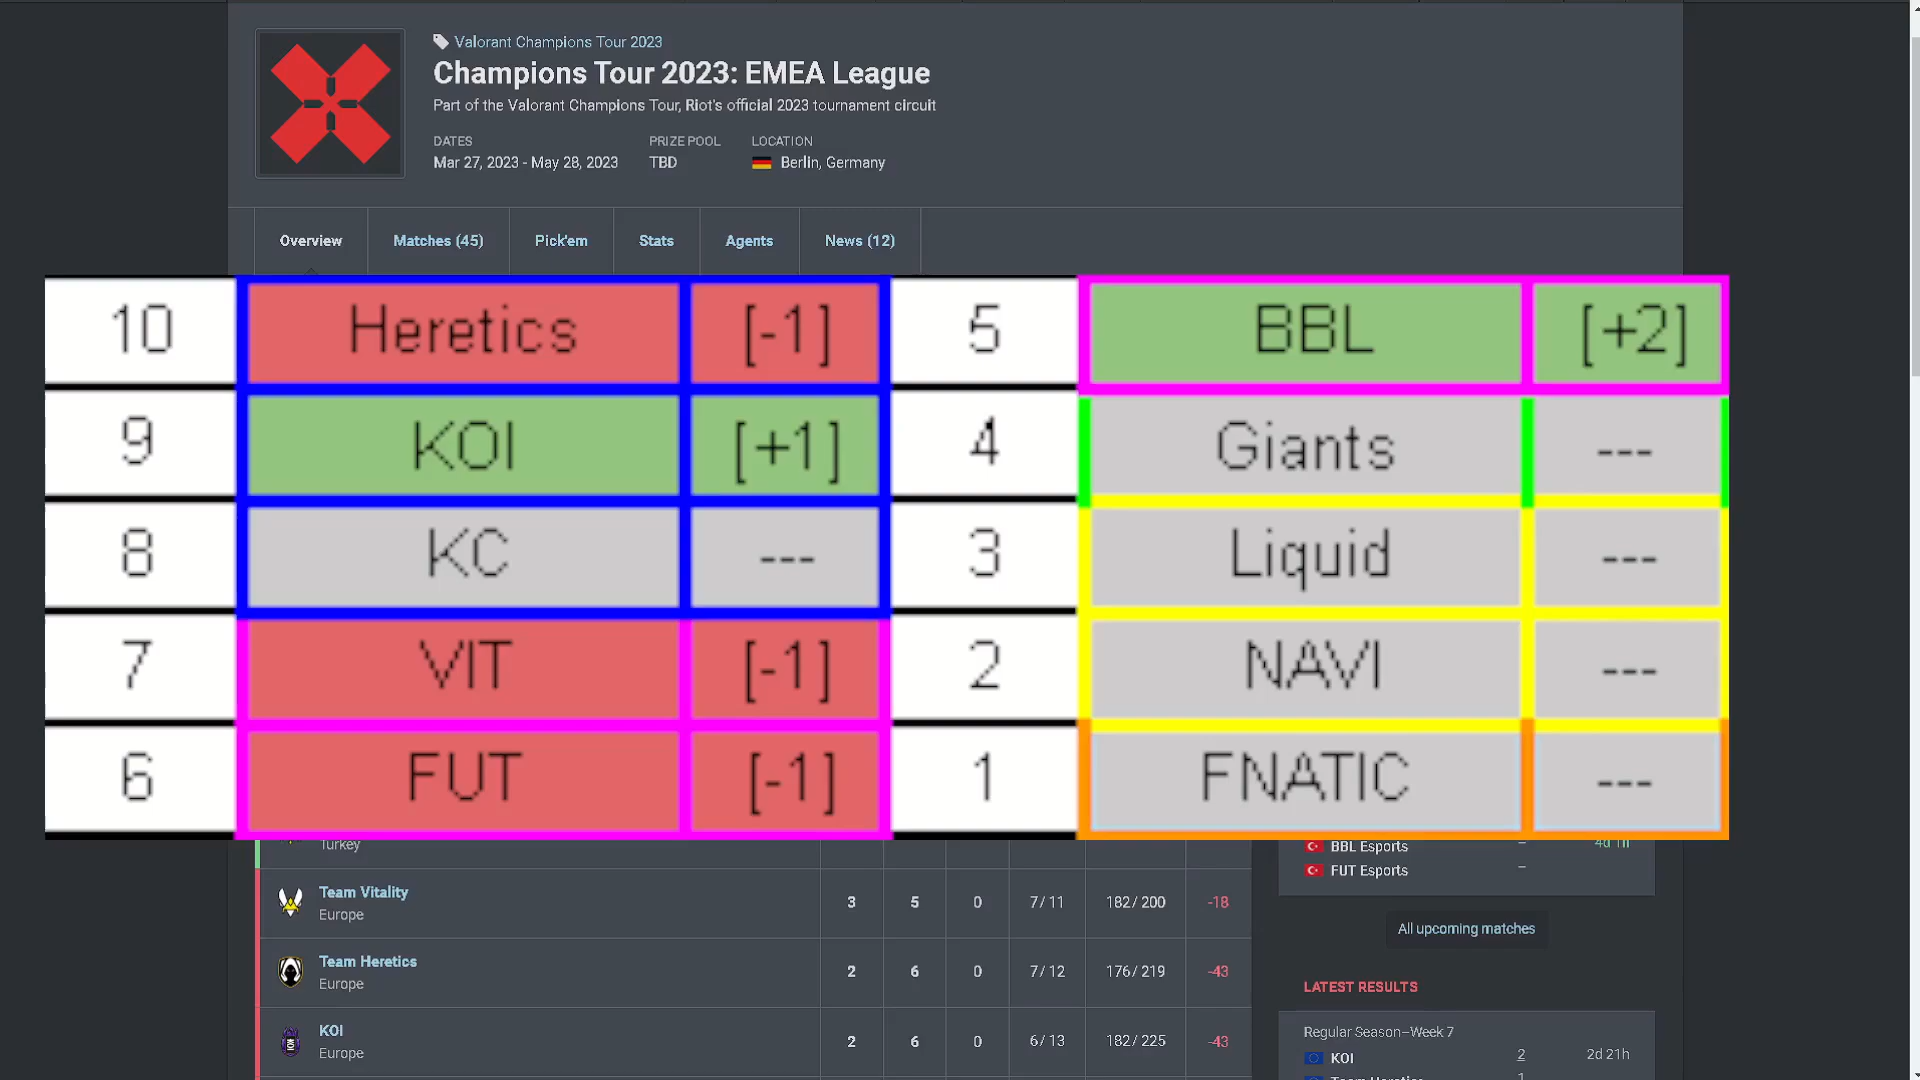 Valorant Champions Tour 2023
Champions Tour 2023: EMEA League
Part of the Valorant Champions Tour, Riot's official 2023 tournament circuit
DATES PRIZE POOL LOCATION
Mar 27, 2023 - May 28, 2023 TBD Berlin, Germany
Overview Matches (45) Pick'em Stats Agents News (12)
10 Heretics [-1] 5 BBL [+2]
9 KOI [+1] 4 Giants ---
8 KC --- 3 Liquid ---
7 VIT [-1] 2 NAVI ---
6 FUT [-1] 1 FNATIC ---
Turkey
Team Vitality
Europe
3 5 0 7/11 182/200 -18
Team Heretics
Europe
2 6 0 7/12 176/219 -43
KOI
Europe
2 6 0 6/13 182/225 -43
BBL Esports – 4d 1h
FUT Esports –
All upcoming matches
LATEST RESULTS
Regular Season–Week 7
KOI 2 2d 21h
Team Heretics 1